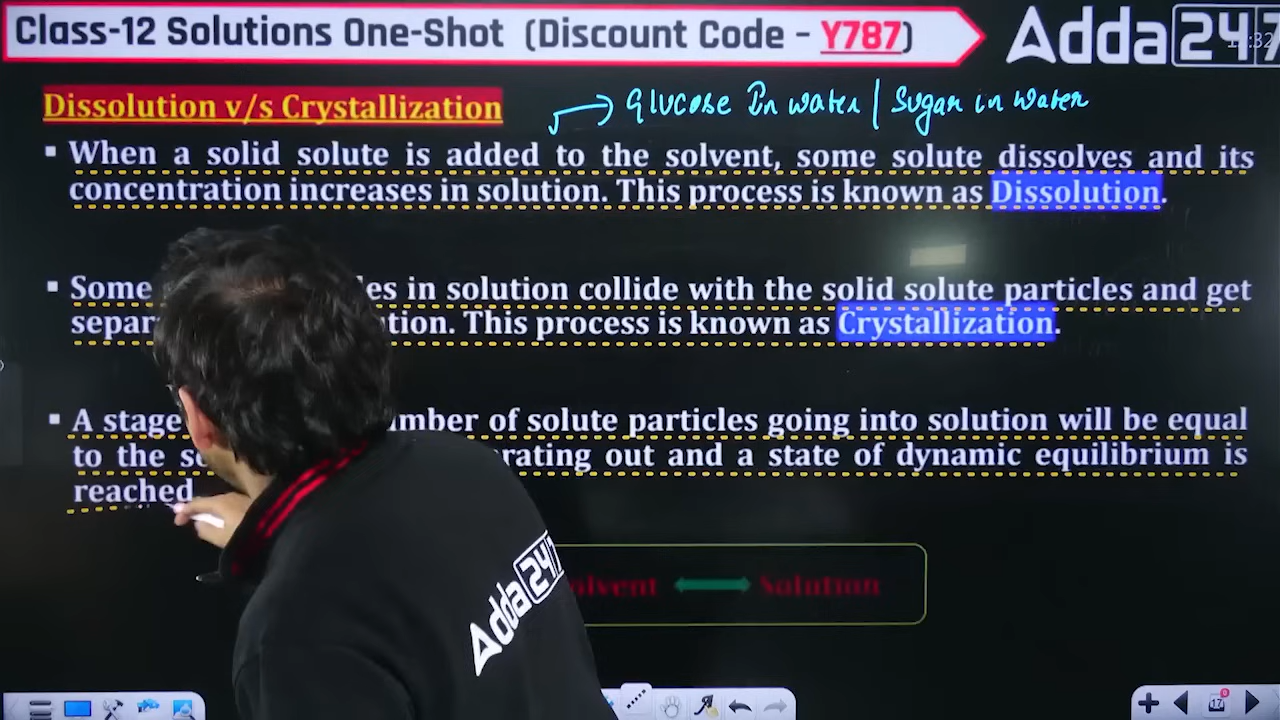 Class-12 Solutions One-Shot (Discount Code - Y787)
Adda 247
Dissolution v/s Crystallization
Glucose In water | Sugar in water
▪ When a solid solute is added to the solvent, some solute dissolves and its
concentration increases in solution. This process is known as Dissolution.
▪ Some es in solution collide with the solid solute particles and get
separ tion. This process is known as Crystallization.
▪ A stage mber of solute particles going into solution will be equal
to the s rating out and a state of dynamic equilibrium is
reached
lvent Solution
Adda 247
17